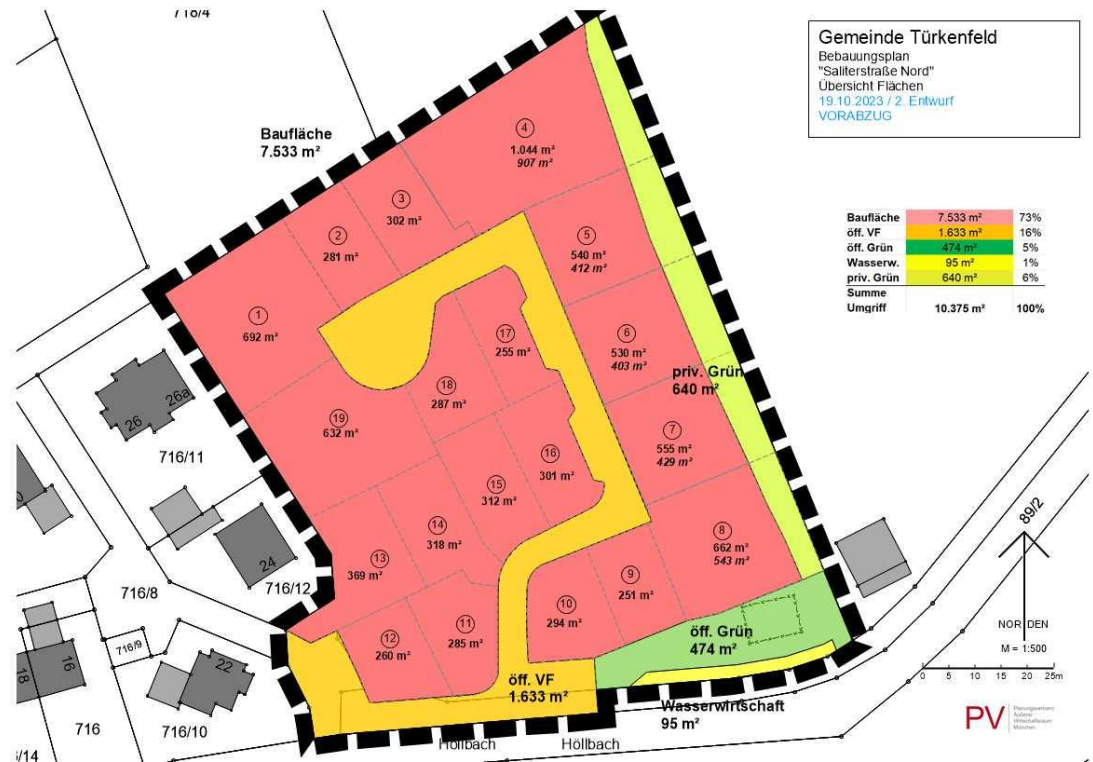 718/4
Gemeinde Türkenfeld
Bebauungsplan
"Saliterstraße Nord"
Übersicht Flächen
19.10.2023 / 2. Entwurf
VORABZUG
Baufläche
7.533 m²
4
1.044 m²
907 m²
3
302 m²
2
281 m²
5
540 m²
412 m²
Baufläche 7.533 m² 73%
öff. VF 1.633 m² 16%
öff. Grün 474 m² 5%
Wasserw. 95 m² 1%
priv. Grün 640 m² 6%
Summe
Umgriff 10.375 m² 100%
1
692 m²
17
255 m²
6
530 m²
403 m²
priv. Grün
640 m²
18
287 m²
19
632 m²
26
26a
7
555 m²
429 m²
716/11
16
301 m²
15
312 m²
14
318 m²
8
662 m²
543 m²
89/2
13
369 m²
24
716/12
716/8
9
251 m²
10
294 m²
11
285 m²
12
260 m²
öff. Grün
474 m²
NORDEN
M = 1:500
0 5 10 15 20 25m
716/9
16
18
22
öff. VF
1.633 m²
Wasserwirtschaft
95 m²
716
716/10
Höllbach
Höllbach
PV
Planungsverband
Äußerer
Wirtschaftsraum
München